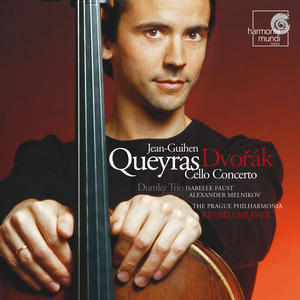 harmonia
mundi
Jean-Guihen
Queyras Dvořák
Cello Concerto
Dumky Trio ISABELLE FAUST
ALEXANDER MELNIKOV
THE PRAGUE PHILHARMONIA
JIŘÍ BĚLOHLÁVEK